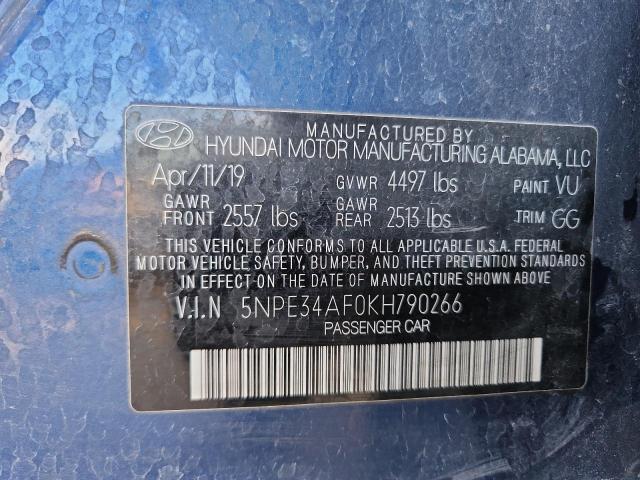 MANUFACTURED BY
HYUNDAI MOTOR MANUFACTURING ALABAMA, LLC
Apr/11/19 GVWR 4497 lbs PAINT VU
GAWR FRONT 2557 lbs GAWR REAR 2513 lbs TRIM GG
THIS VEHICLE CONFORMS TO ALL APPLICABLE U.S.A. FEDERAL
MOTOR VEHICLE SAFETY, BUMPER, AND THEFT PREVENTION STANDARDS
IN EFFECT ON THE DATE OF MANUFACTURE SHOWN ABOVE
V.I.N 5NPE34AF0KH790266
PASSENGER CAR